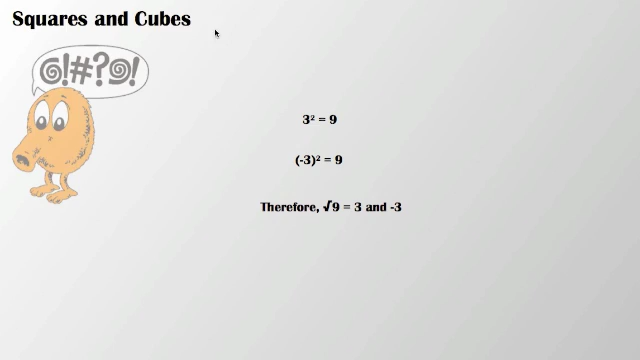 Squares and Cubes
@!#?@!
3² = 9
(-3)² = 9
Therefore, √9 = 3 and -3